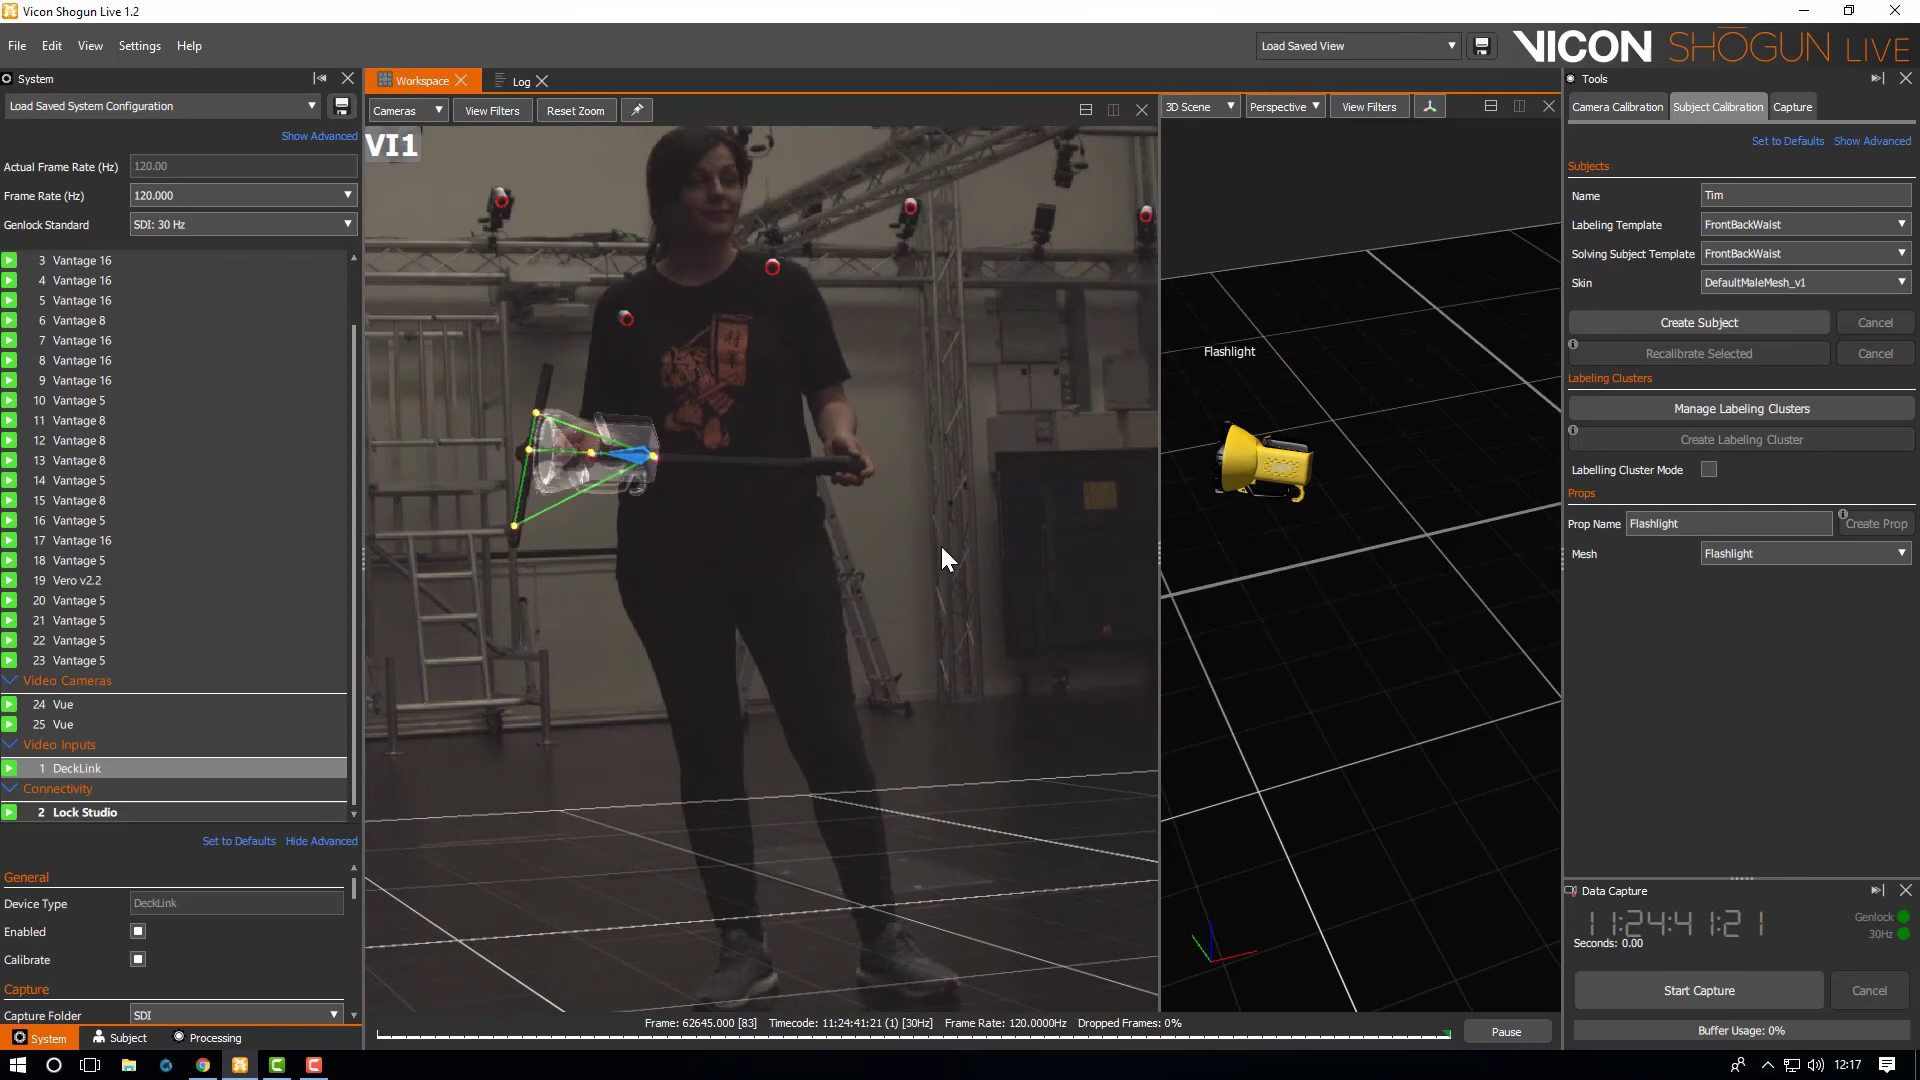 Vicon Shogun Live 1.2
File Edit View Settings Help
Load Saved View
VICON SHOGUN LIVE
System
Load Saved System Configuration
Show Advanced
Actual Frame Rate (Hz) 120.00
Frame Rate (Hz) 120.000
Genlock Standard SDI: 30 Hz
3 Vantage 16
4 Vantage 16
5 Vantage 16
6 Vantage 8
7 Vantage 16
8 Vantage 16
9 Vantage 16
10 Vantage 5
11 Vantage 8
12 Vantage 8
13 Vantage 8
14 Vantage 5
15 Vantage 8
16 Vantage 5
17 Vantage 16
18 Vantage 5
19 Vero v2.2
20 Vantage 5
21 Vantage 5
22 Vantage 5
23 Vantage 5
Video Cameras
24 Vue
25 Vue
Video Inputs
1 DeckLink
Connectivity
2 Lock Studio
Set to Defaults Hide Advanced
General
Device Type DeckLink
Enabled
Calibrate
Capture
Capture Folder SDI
System Subject Processing
Workspace Log
Cameras View Filters Reset Zoom
VI1
3D Scene Perspective View Filters
Flashlight
Frame: 62645.000 [83] Timecode: 11:24:41:21 (1) [30Hz] Frame Rate: 120.0000Hz Dropped Frames: 0%
Pause
Tools
Camera Calibration Subject Calibration Capture
Set to Defaults Show Advanced
Subjects
Name Tim
Labeling Template FrontBackWaist
Solving Subject Template FrontBackWaist
Skin DefaultMaleMesh_v1
Create Subject Cancel
Recalibrate Selected Cancel
Labeling Clusters
Manage Labeling Clusters
Create Labeling Cluster
Labelling Cluster Mode
Props
Prop Name Flashlight Create Prop
Mesh Flashlight
Data Capture
11:24:41:21
Genlock
30Hz
Seconds: 0.00
Start Capture Cancel
Buffer Usage: 0%
12:17